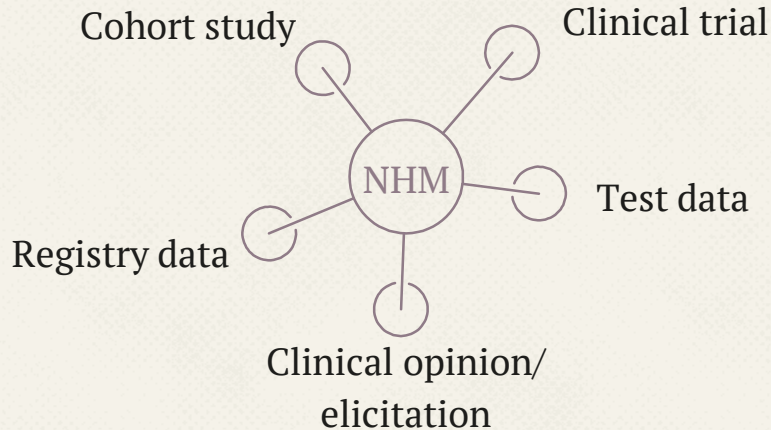 Cohort study
Clinical trial
NHM
Test data
Registry data
Clinical opinion/
elicitation